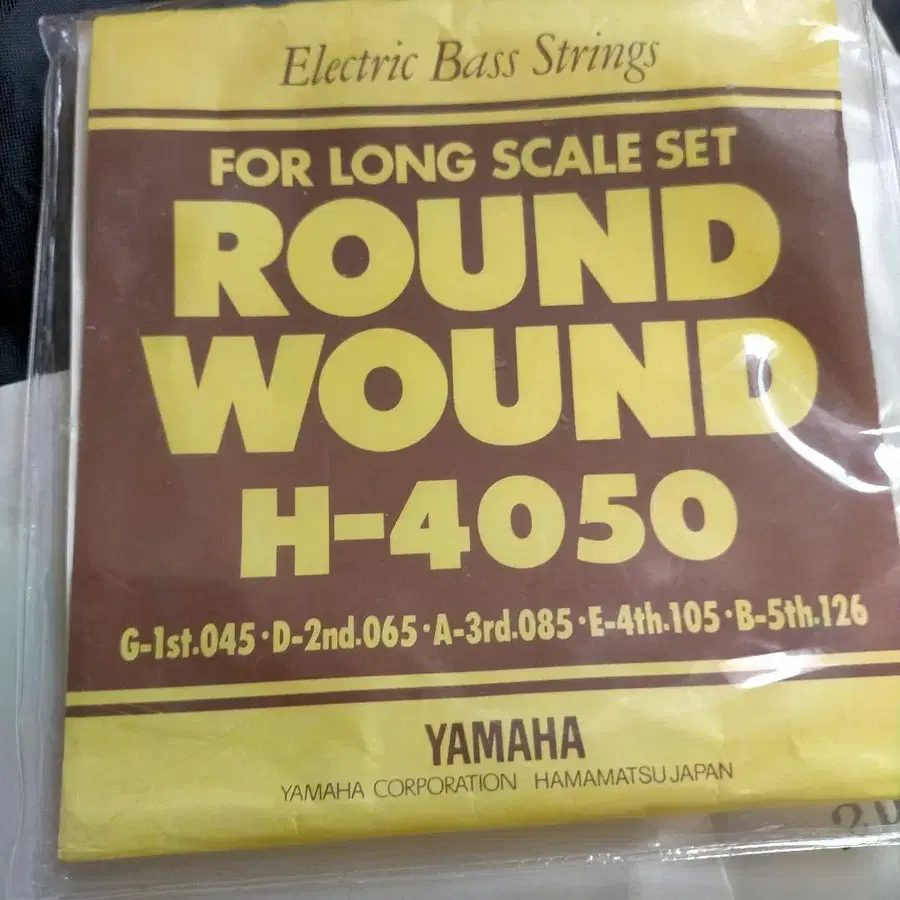 Electric Bass Strings
FOR LONG SCALE SET
ROUND
WOUND
H-4050
G-1st.045·D-2nd.065·A-3rd.085·E-4th.105·B-5th.126
YAMAHA
YAMAHA CORPORATION HAMAMATSU JAPAN